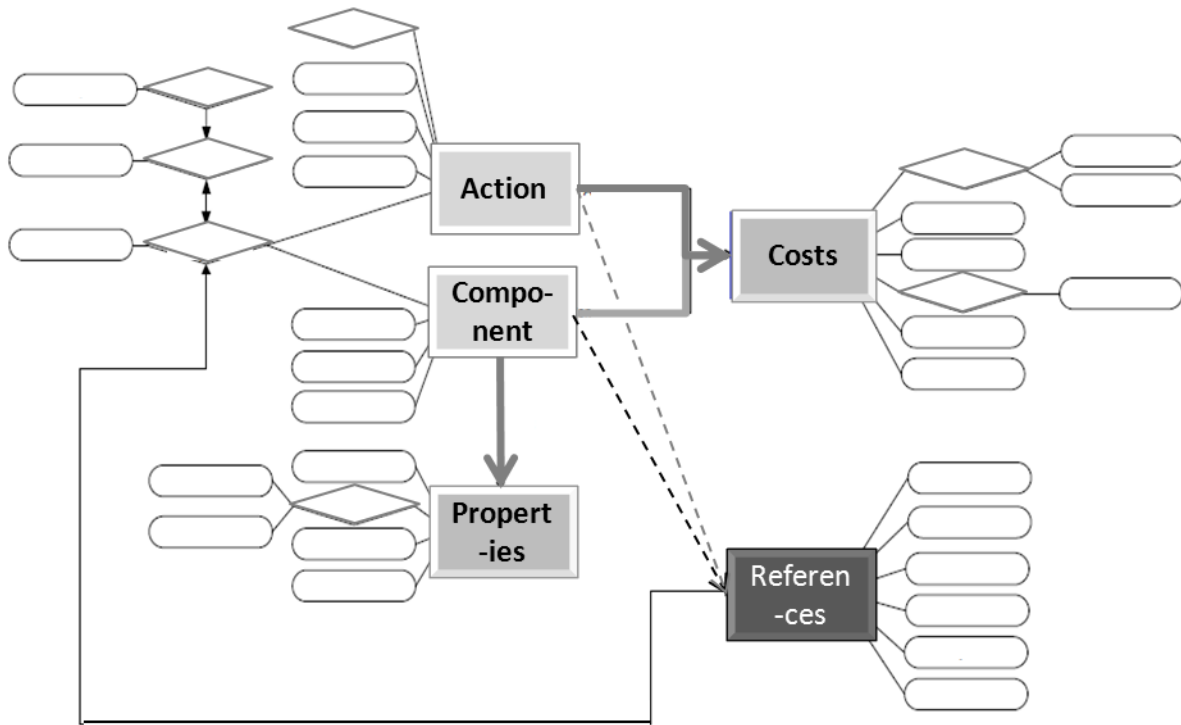 Action
Compo-
nent
Costs
Propert
-ies
Referen
-ces